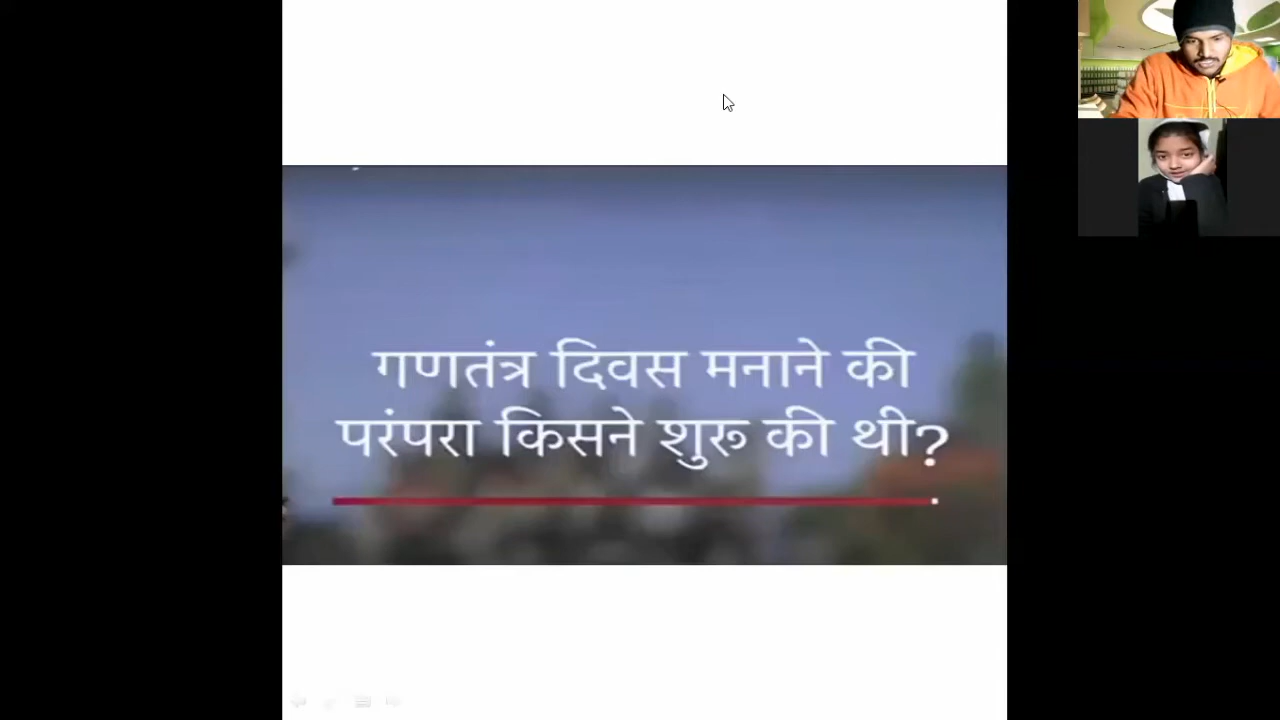 गणतंत्र दिवस मनाने की
परंपरा किसने शुरू की थी?